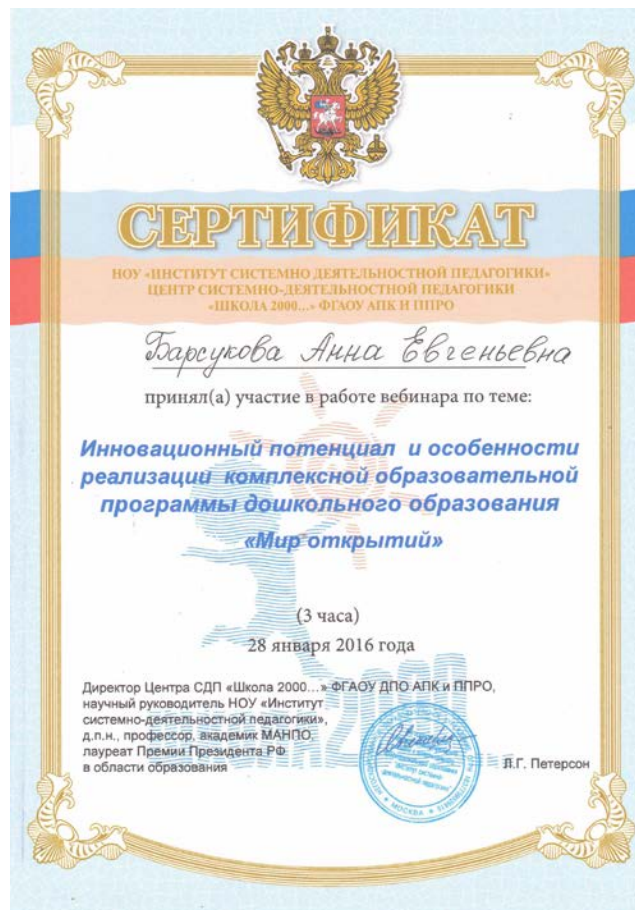 СЕРТИФИКАТ
НОУ «ИНСТИТУТ СИСТЕМНО ДЕЯТЕЛЬНОСТНОЙ ПЕДАГОГИКИ»
ЦЕНТР СИСТЕМНО-ДЕЯТЕЛЬНОСТНОЙ ПЕДАГОГИКИ
«ШКОЛА 2000...» ФГАОУ АПК И ППРО
Барсукова Анна Евгеньевна
принял(а) участие в работе вебинара по теме:
Инновационный потенциал и особенности
реализации комплексной образовательной
программы дошкольного образования
«Мир открытий»
(3 часа)
28 января 2016 года
Директор Центра СДП «Школа 2000...» ФГАОУ ДПО АПК и ППРО,
научный руководитель НОУ «Институт
системно-деятельностной педагогики»,
д.п.н., профессор, академик МАНПО,
лауреат Премии Президента РФ
в области образования
Л.Г. Петерсон
МОСКВА